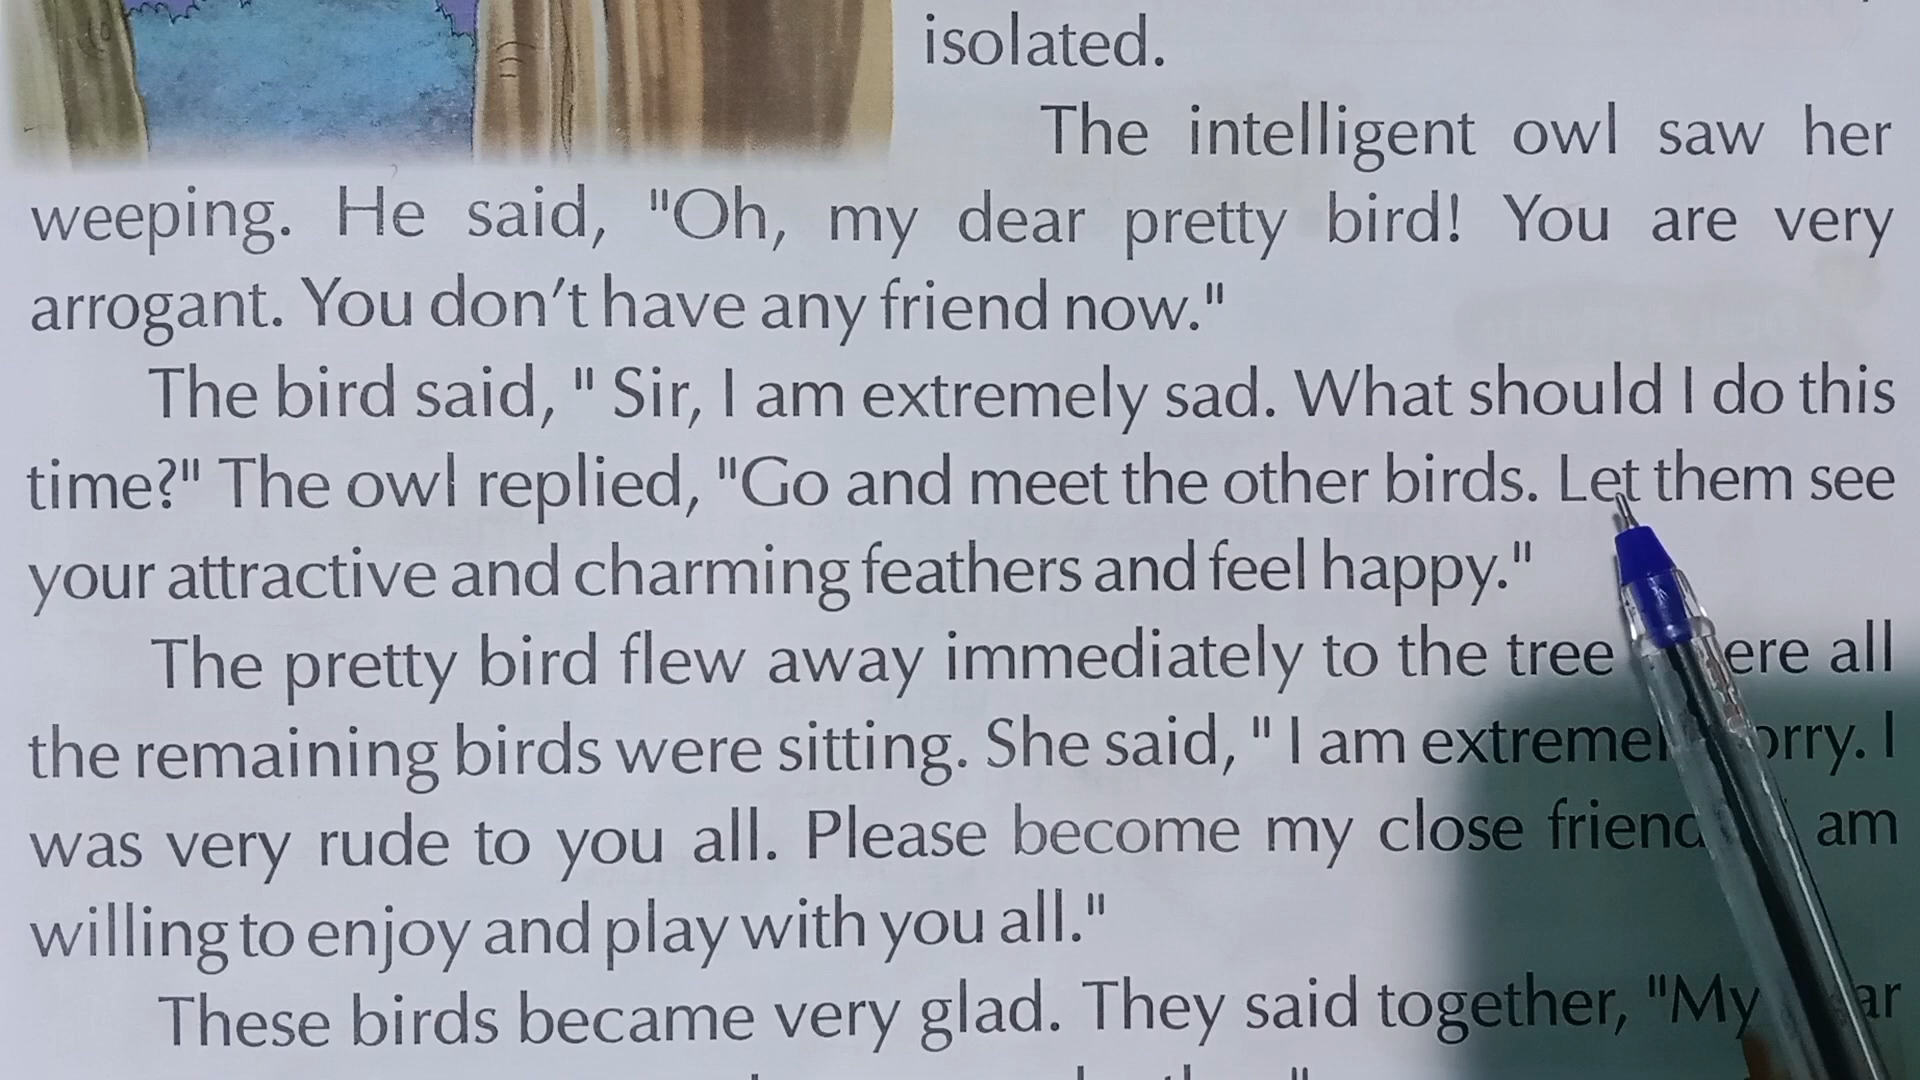 isolated.
The intelligent owl saw her
weeping. He said, "Oh, my dear pretty bird! You are very
arrogant. You don't have any friend now."
The bird said, " Sir, I am extremely sad. What should I do this
time?" The owl replied, "Go and meet the other birds. Let them see
your attractive and charming feathers and feel happy."
The pretty bird flew away immediately to the tree all
the remaining birds were sitting. She said, " I am I
was very rude to you all. Please become my close am
willing to enjoy and play with you all."
These birds became very glad. They said together, "My